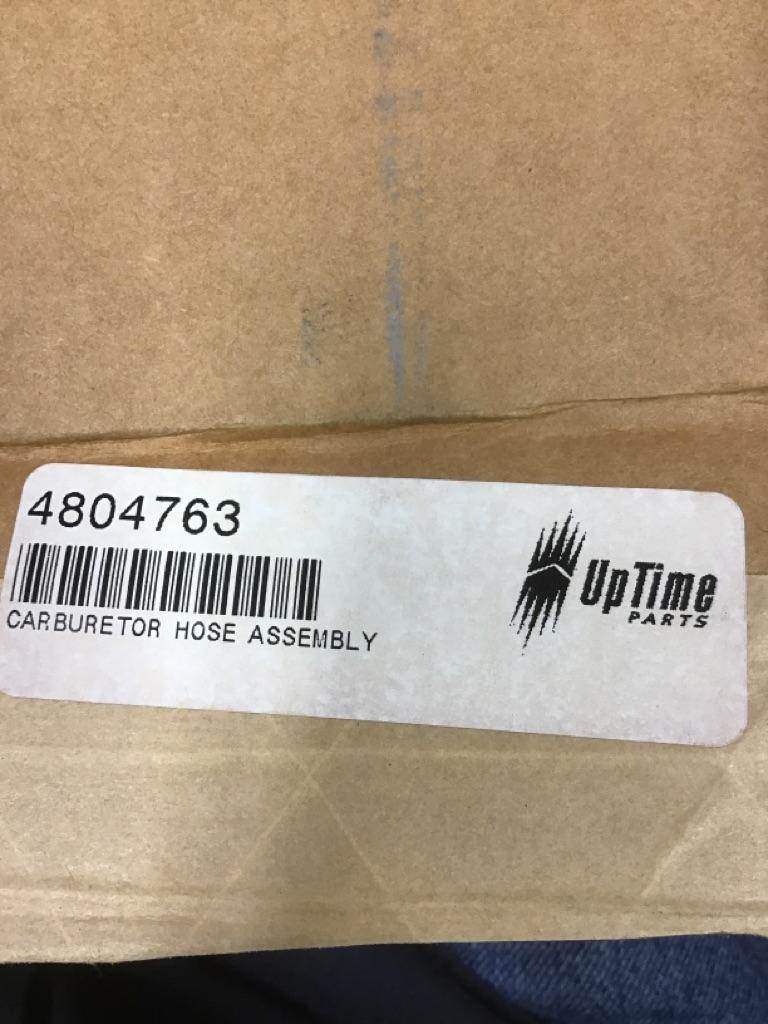 4804763
CARBURETOR HOSE ASSEMBLY
UpTime
PARTS